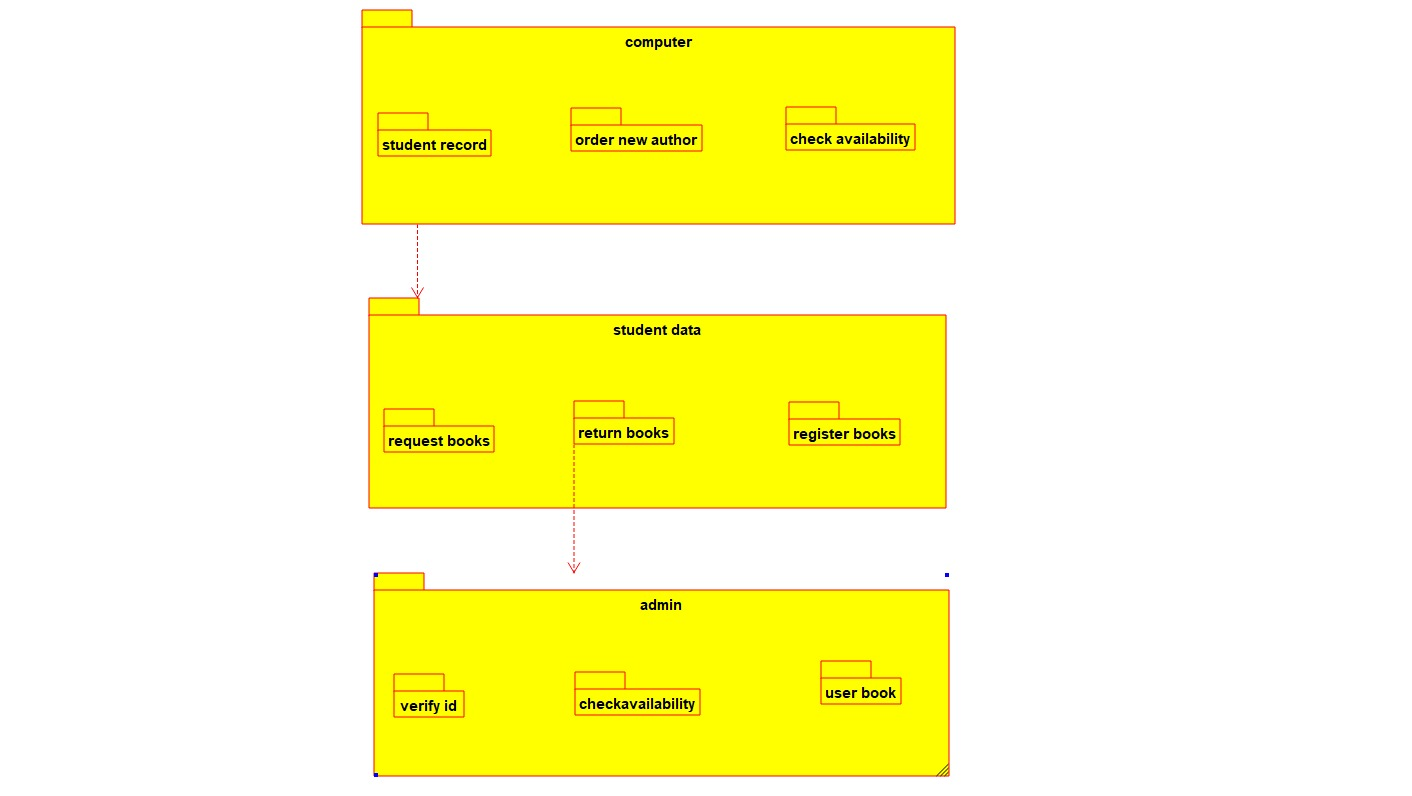 computer
student record
order new author
check availability
student data
request books
return books
register books
admin
verify id
checkavailability
user book